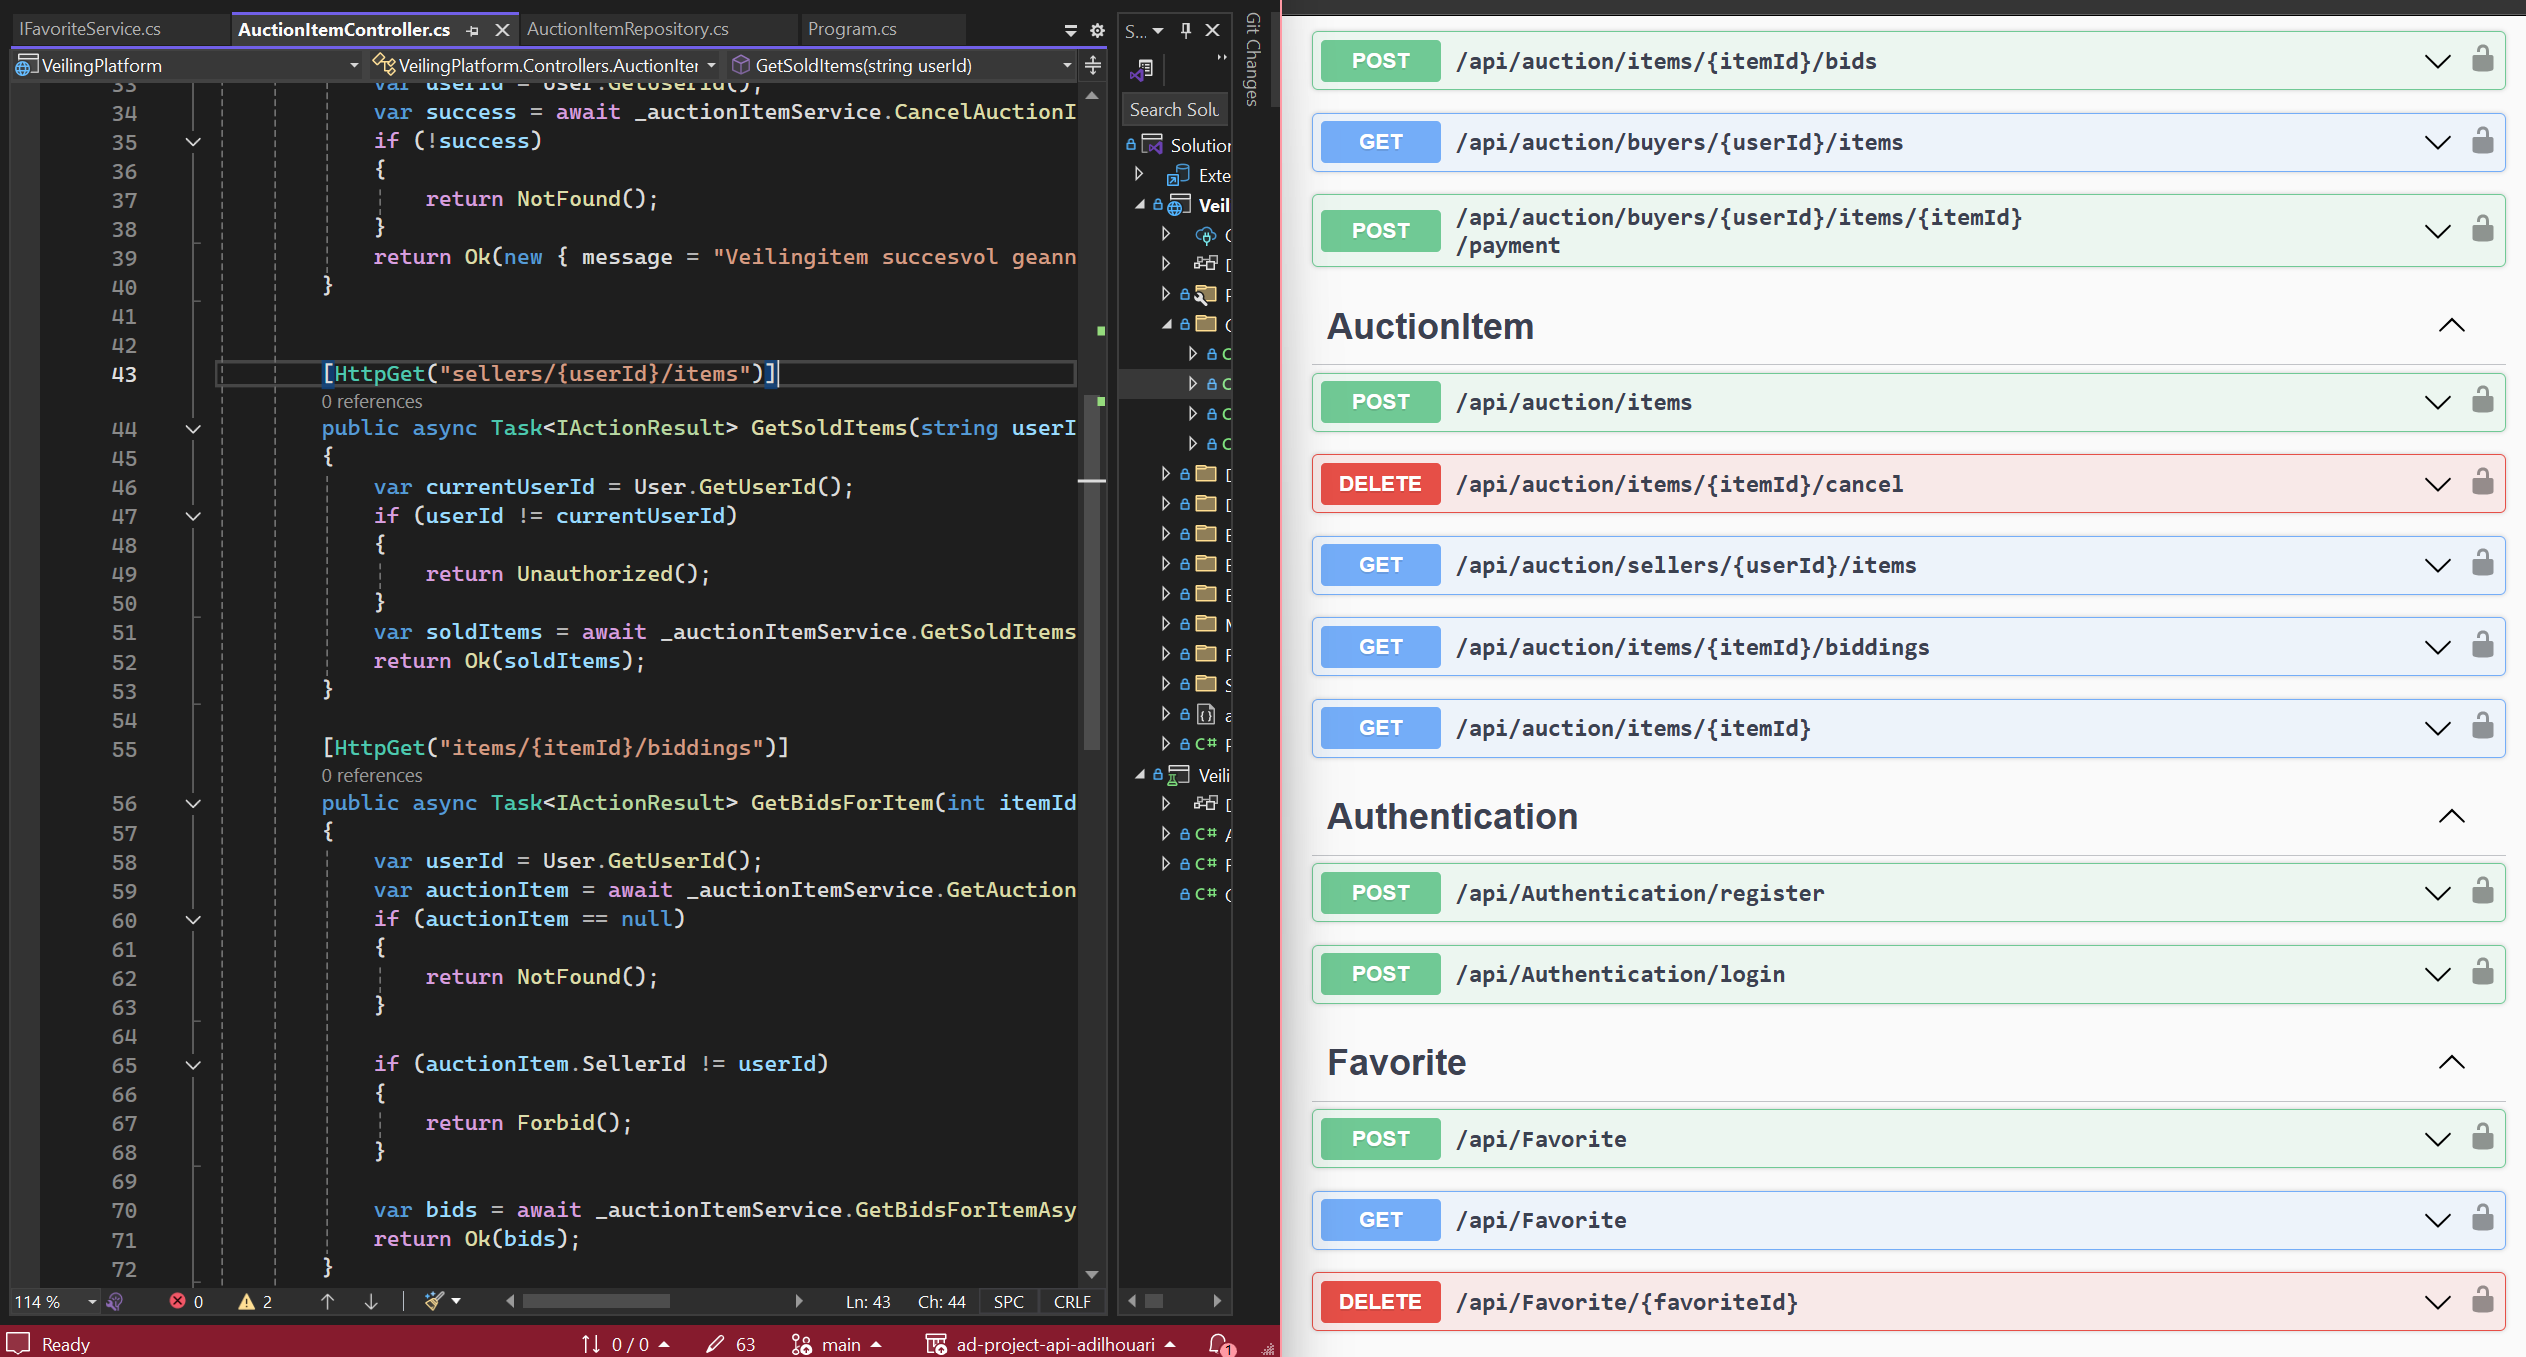 IFavoriteService.cs
AuctionItemController.cs
AuctionItemRepository.cs
Program.cs
VeilingPlatform
VeilingPlatform.Controllers.AuctionIter
GetSoldItems(string userId)
33 var userId = User.GetUserId();
34 var success = await _auctionItemService.CancelAuctionI
35 if (!success)
36 {
37 return NotFound();
38 }
39 return Ok(new { message = "Veilingitem succesvol geann
40 }
41
42
43 [HttpGet("sellers/{userId}/items")]
0 references
44 public async Task<IActionResult> GetSoldItems(string userI
45 {
46 var currentUserId = User.GetUserId();
47 if (userId != currentUserId)
48 {
49 return Unauthorized();
50 }
51 var soldItems = await _auctionItemService.GetSoldItems
52 return Ok(soldItems);
53 }
54
55 [HttpGet("items/{itemId}/biddings")]
0 references
56 public async Task<IActionResult> GetBidsForItem(int itemId
57 {
58 var userId = User.GetUserId();
59 var auctionItem = await _auctionItemService.GetAuction
60 if (auctionItem == null)
61 {
62 return NotFound();
63 }
64
65 if (auctionItem.SellerId != userId)
66 {
67 return Forbid();
68 }
69
70 var bids = await _auctionItemService.GetBidsForItemAsy
71 return Ok(bids);
72 }
114 %
0
2
Ln: 43
Ch: 44
SPC
CRLF
Ready
0 / 0
63
main
ad-project-api-adilhouari
1
S...
Search Solu
Solution
Exte
Veil
Veili
Git Changes
POST /api/auction/items/{itemId}/bids
GET /api/auction/buyers/{userId}/items
POST /api/auction/buyers/{userId}/items/{itemId}
/payment
AuctionItem
POST /api/auction/items
DELETE /api/auction/items/{itemId}/cancel
GET /api/auction/sellers/{userId}/items
GET /api/auction/items/{itemId}/biddings
GET /api/auction/items/{itemId}
Authentication
POST /api/Authentication/register
POST /api/Authentication/login
Favorite
POST /api/Favorite
GET /api/Favorite
DELETE /api/Favorite/{favoriteId}